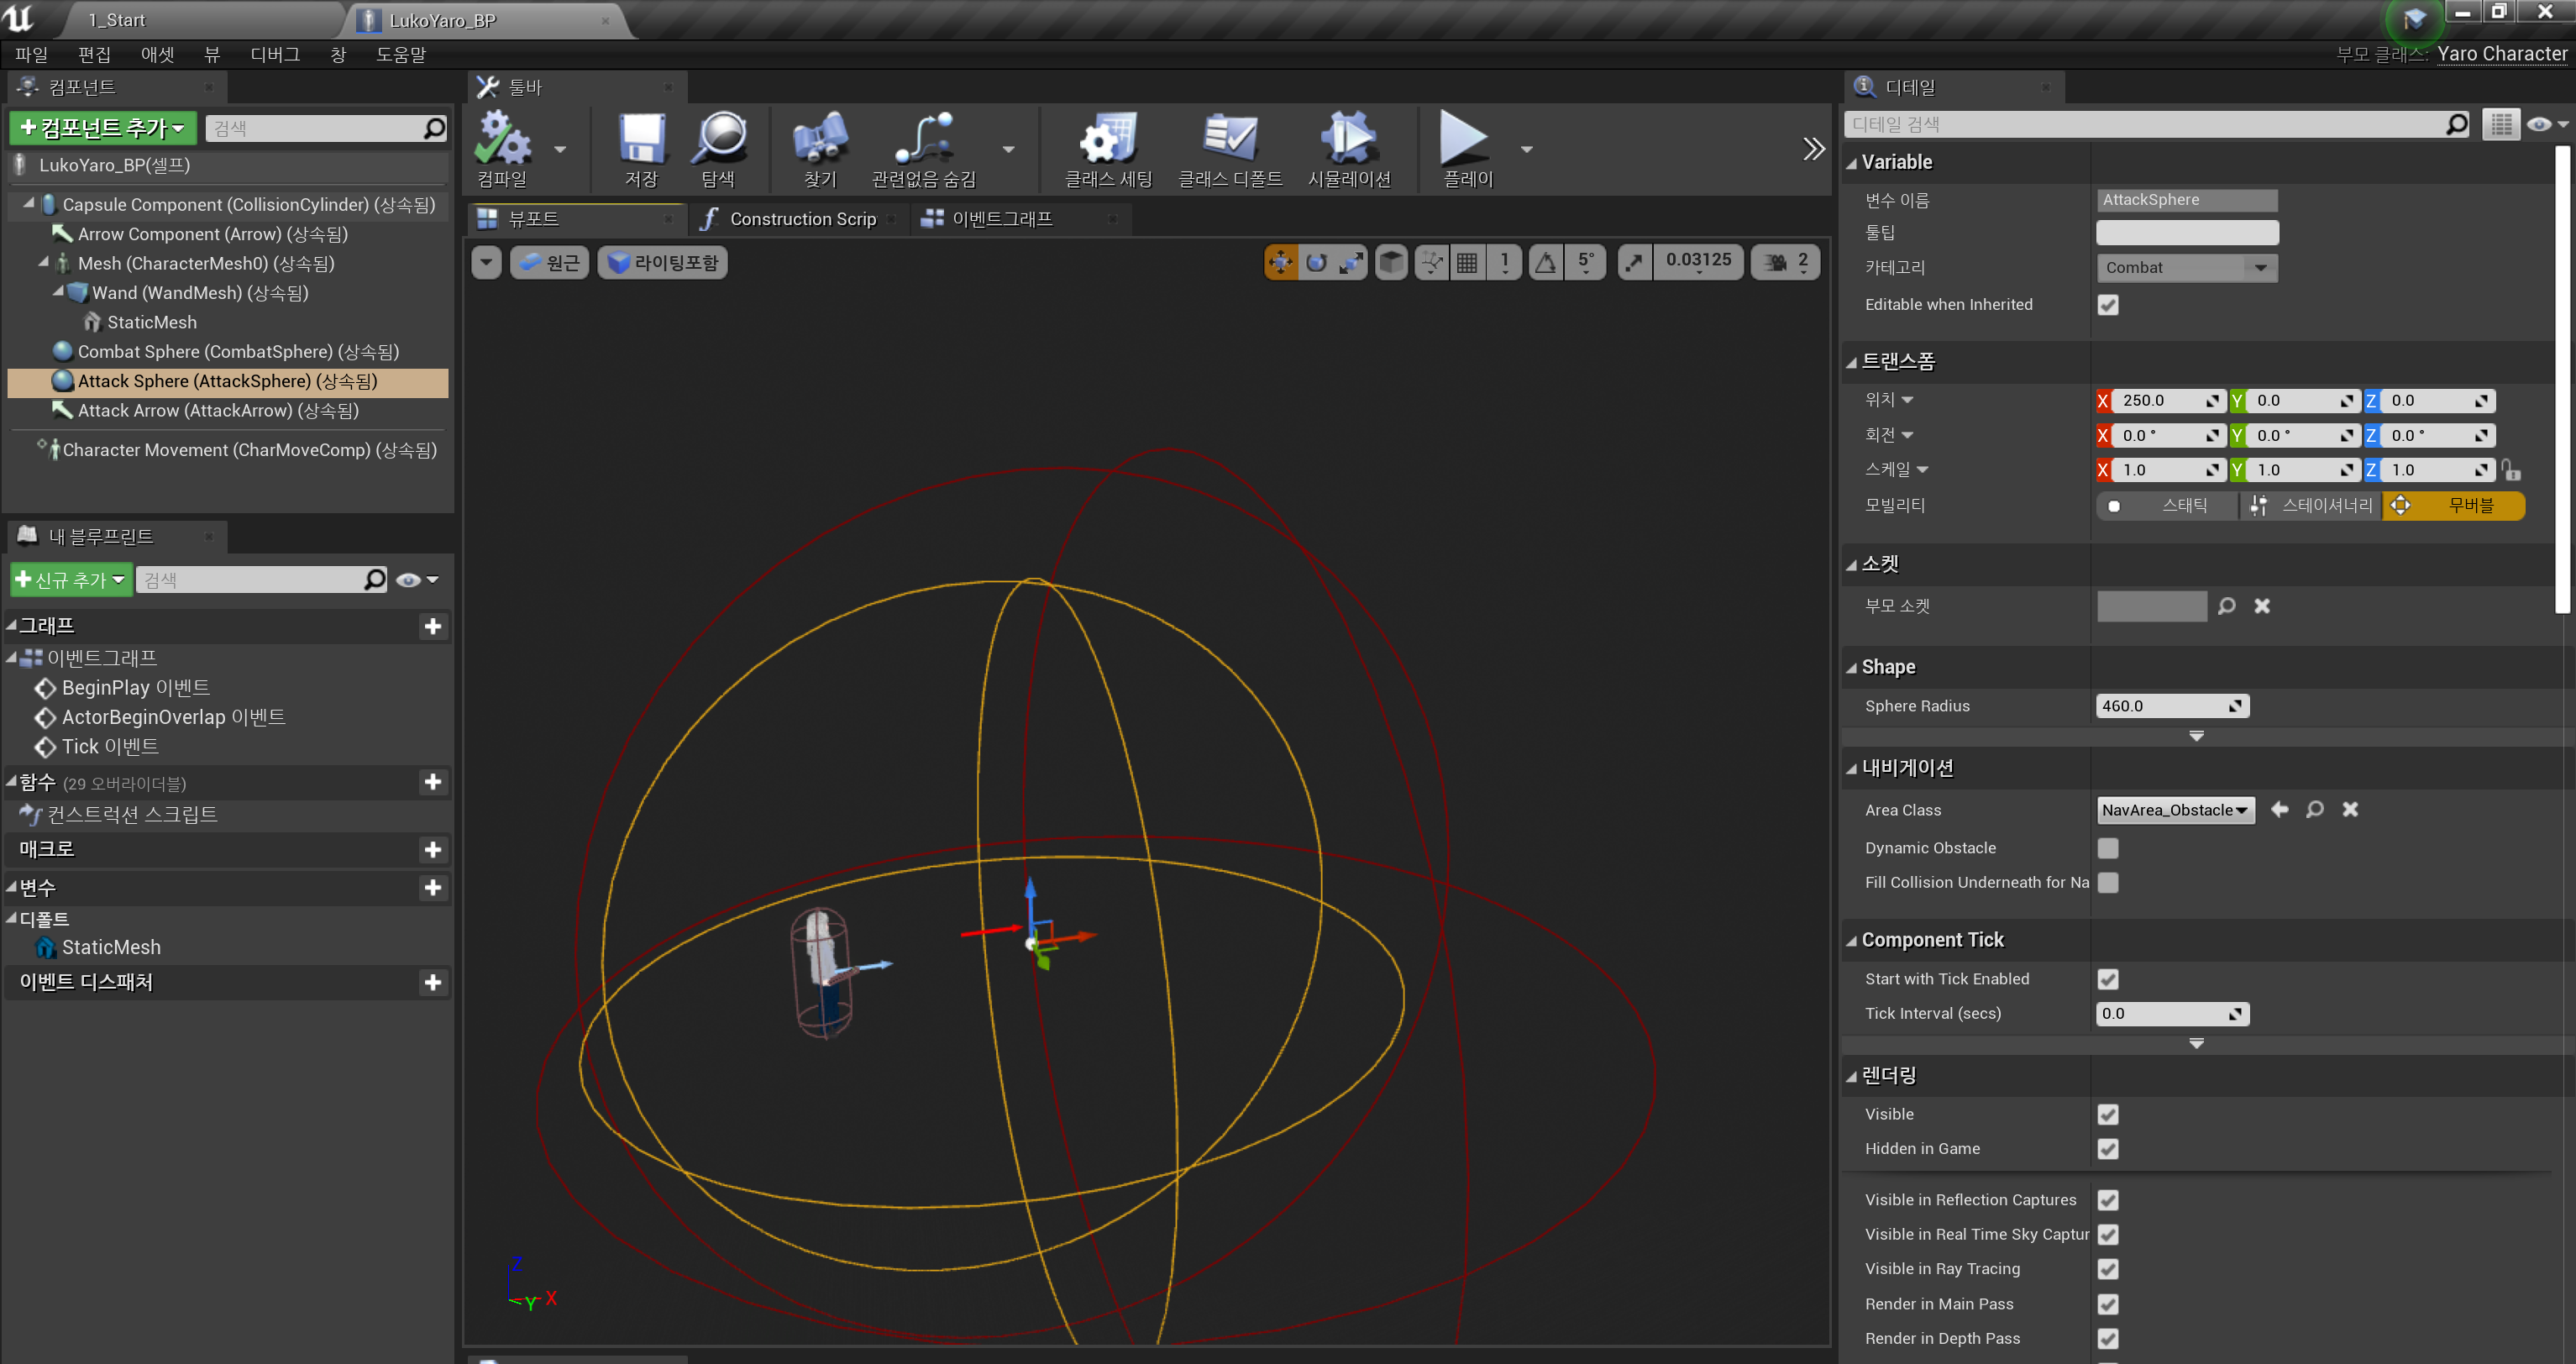 1_Start
LukoYaro_BP
파일 편집 애셋 뷰 디버그 창 도움말
부모 클래스: Yaro Character
컴포넌트
+컴포넌트 추가
검색
LukoYaro_BP(셀프)
Capsule Component (CollisionCylinder) (상속됨)
Arrow Component (Arrow) (상속됨)
Mesh (CharacterMesh0) (상속됨)
Wand (WandMesh) (상속됨)
StaticMesh
Combat Sphere (CombatSphere) (상속됨)
Attack Sphere (AttackSphere) (상속됨)
Attack Arrow (AttackArrow) (상속됨)
Character Movement (CharMoveComp) (상속됨)
내 블루프린트
+신규 추가
검색
그래프
이벤트그래프
BeginPlay 이벤트
ActorBeginOverlap 이벤트
Tick 이벤트
함수 (29 오버라이더블)
컨스트럭션 스크립트
매크로
변수
디폴트
StaticMesh
이벤트 디스패처
툴바
컴파일
저장
탐색
찾기
관련없음 숨김
클래스 세팅
클래스 디폴트
시뮬레이션
플레이
뷰포트
Construction Scrip
이벤트그래프
원근
라이팅포함
1
5°
0.03125
2
Z
Y
X
디테일
디테일 검색
Variable
변수 이름 AttackSphere
툴팁
카테고리 Combat
Editable when Inherited
트랜스폼
위치 X 250.0 Y 0.0 Z 0.0
회전 X 0.0 ° Y 0.0 ° Z 0.0 °
스케일 X 1.0 Y 1.0 Z 1.0
모빌리티 스태틱 스테이셔너리 무버블
소켓
부모 소켓
Shape
Sphere Radius 460.0
내비게이션
Area Class NavArea_Obstacle
Dynamic Obstacle
Fill Collision Underneath for Na
Component Tick
Start with Tick Enabled
Tick Interval (secs) 0.0
렌더링
Visible
Hidden in Game
Visible in Reflection Captures
Visible in Real Time Sky Captur
Visible in Ray Tracing
Render in Main Pass
Render in Depth Pass